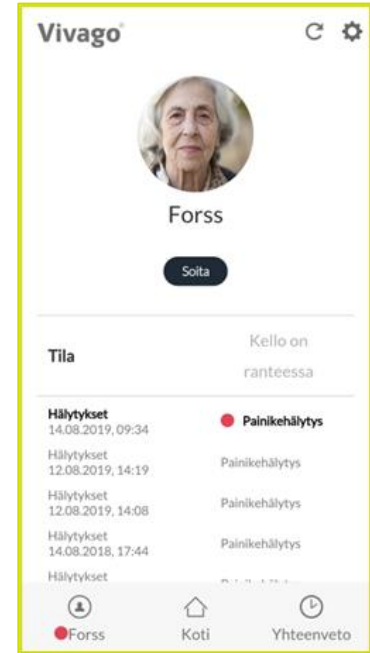 Vivago
Forss
Soita
Tila
Kello on
ranteessa
Hälytykset
14.08.2019, 09:34
Painikehälytys
Hälytykset
12.08.2019, 14:19
Painikehälytys
Hälytykset
12.08.2019, 14:08
Painikehälytys
Hälytykset
14.08.2018, 17:44
Painikehälytys
Hälytykset
Forss
Koti
Yhteenveto